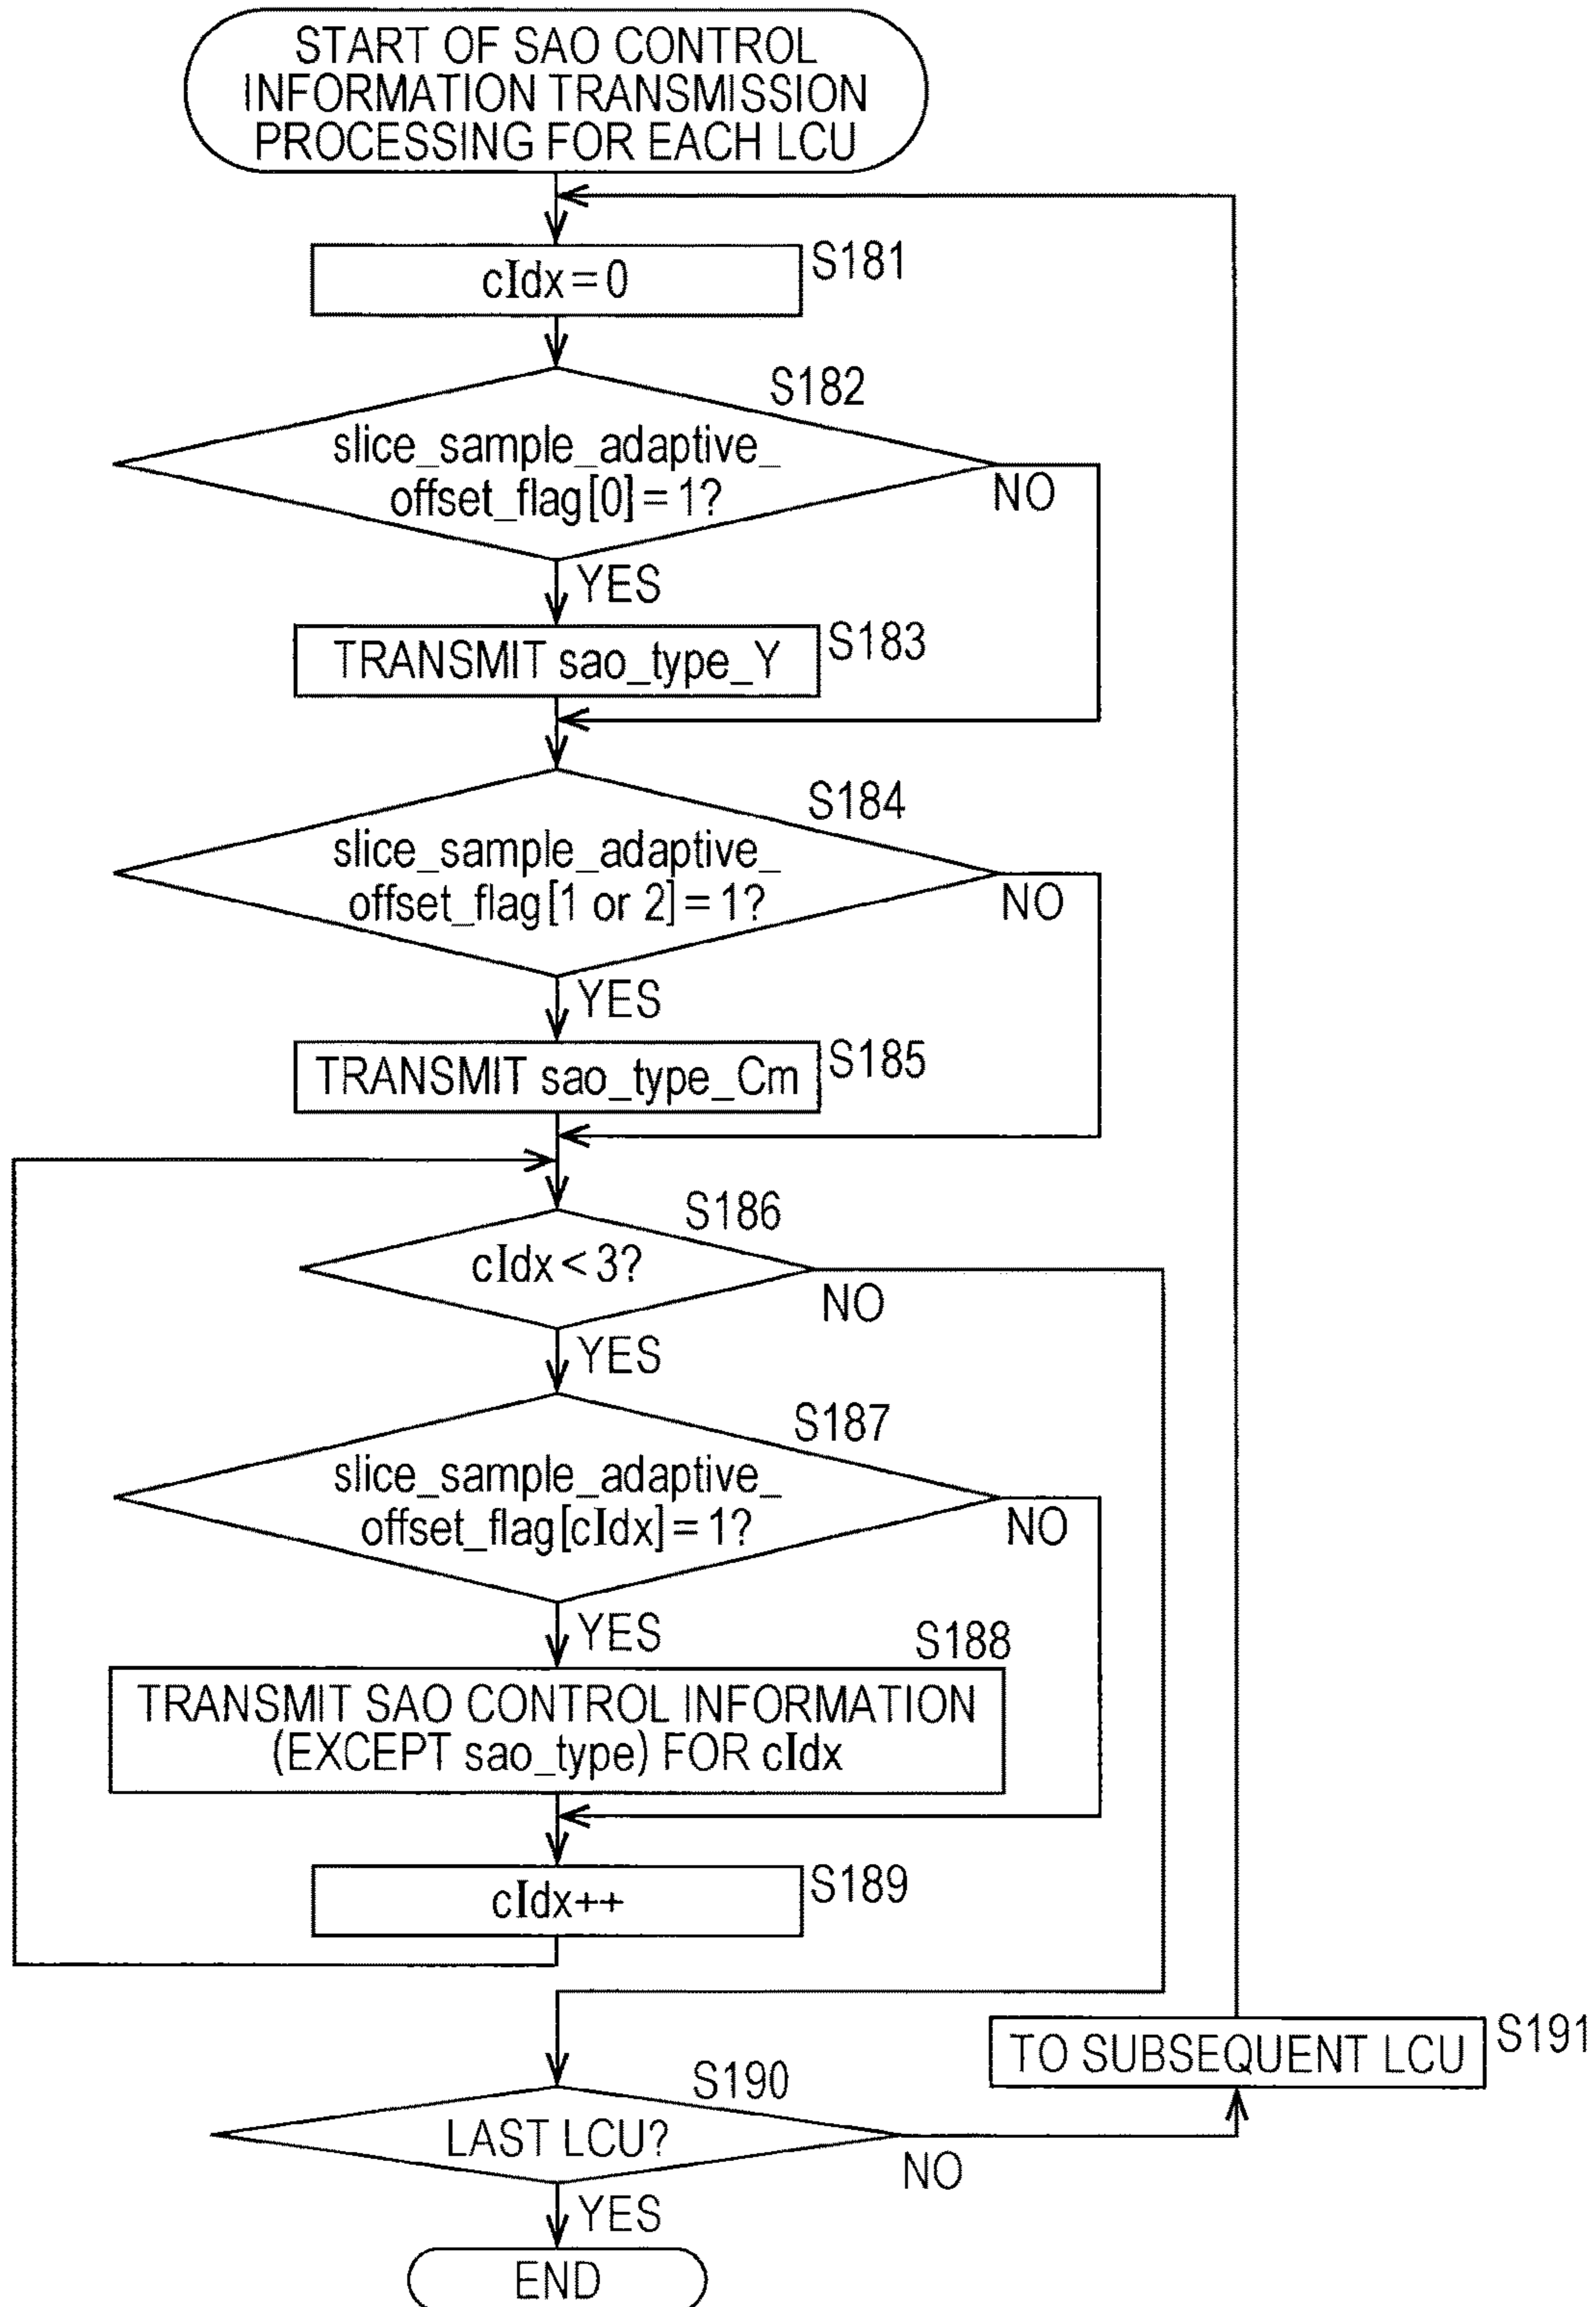 START OF SAO CONTROL
INFORMATION TRANSMISSION
PROCESSING FOR EACH LCU
cIdx = 0
S181
S182
slice_sample_adaptive_
offset_flag[0] = 1?
NO
YES
TRANSMIT sao_type_Y
S183
S184
slice_sample_adaptive_
offset_flag[1 or 2] = 1?
NO
YES
TRANSMIT sao_type_Cm
S185
S186
cIdx < 3?
NO
YES
S187
slice_sample_adaptive_
offset_flag[cIdx] = 1?
NO
YES
S188
TRANSMIT SAO CONTROL INFORMATION
(EXCEPT sao_type) FOR cIdx
cIdx++
S189
TO SUBSEQUENT LCU
S191
S190
LAST LCU?
NO
YES
END